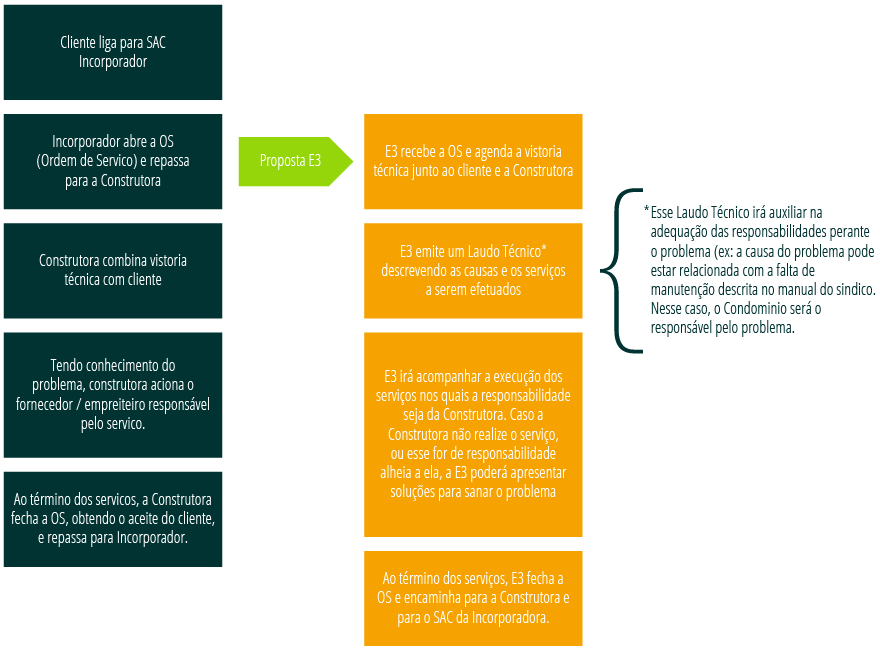 Cliente liga para SAC
Incorporador
Incorporador abre a OS
(Ordem de Servico) e repassa
para a Construtora
Construtora combina vistoria
técnica com cliente
Tendo conhecimento do
problema, construtora aciona o
fornecedor / empreiteiro responsável
pelo servico.
Ao término dos servicos, a Construtora
fecha a OS, obtendo o aceite do cliente,
e repassa para Incorporador.
Proposta E3
E3 recebe a OS e agenda a vistoria
técnica junto ao cliente e a Construtora
E3 emite um Laudo Técnico*
descrevendo as causas e os serviços
a serem efetuados
E3 irá acompanhar a execução dos
serviços nos quais a responsabilidade
seja da Construtora. Caso a
Construtora não realize o serviço,
ou esse for de responsabilidade
alheia a ela, a E3 poderá apresentar
soluções para sanar o problema
Ao término dos serviços, E3 fecha a
OS e encaminha para a Construtora e
para o SAC da Incorporadora.
* Esse Laudo Técnico irá auxiliar na
adequação das responsabilidades perante
o problema (ex: a causa do problema pode
estar relacionada com a falta de
manutenção descrita no manual do sindico.
Nesse caso, o Condominio será o
responsável pelo problema.